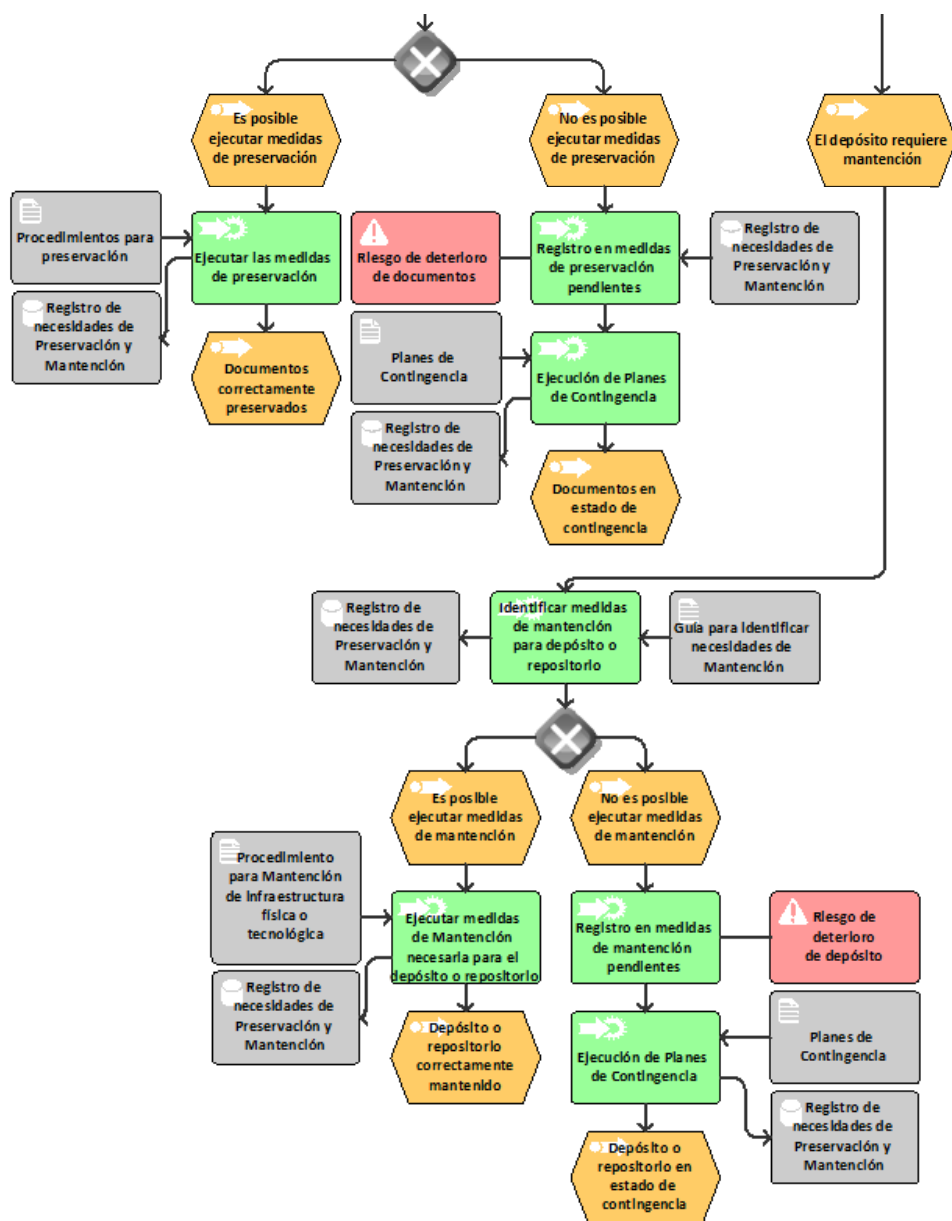 Es posible
ejecutar medidas
de preservación
No es posible
ejecutar medidas
de preservación
El depósito requiere
mantención
Procedimientos para
preservación
Ejecutar las medidas
de preservación
Riesgo de deterioro
de documentos
Registro en medidas
de preservación
pendientes
Registro de
necesidades de
Preservación y
Mantención
Registro de
necesidades de
Preservación y
Mantención
Documentos
correctamente
preservados
Planes de
Contingencia
Ejecución de Planes
de Contingencia
Registro de
necesidades de
Preservación y
Mantención
Documentos en
estado de
contingencia
Registro de
necesidades de
Preservación y
Mantención
Identificar medidas
de mantención
para depósito o
repositorio
Guía para identificar
necesidades de
Mantención
Es posible
ejecutar medidas
de mantención
No es posible
ejecutar medidas
de mantención
Procedimiento
para Mantención
de infraestructura
física o
tecnológica
Ejecutar medidas
de Mantención
necesaria para el
depósito o repositorio
Registro en medidas
de mantención
pendientes
Riesgo de
deterioro
de depósito
Registro de
necesidades de
Preservación y
Mantención
Depósito o
repositorio
correctamente
mantenido
Ejecución de Planes
de Contingencia
Planes de
Contingencia
Registro de
necesidades de
Preservación y
Mantención
Depósito o
repositorio en
estado de
contingencia